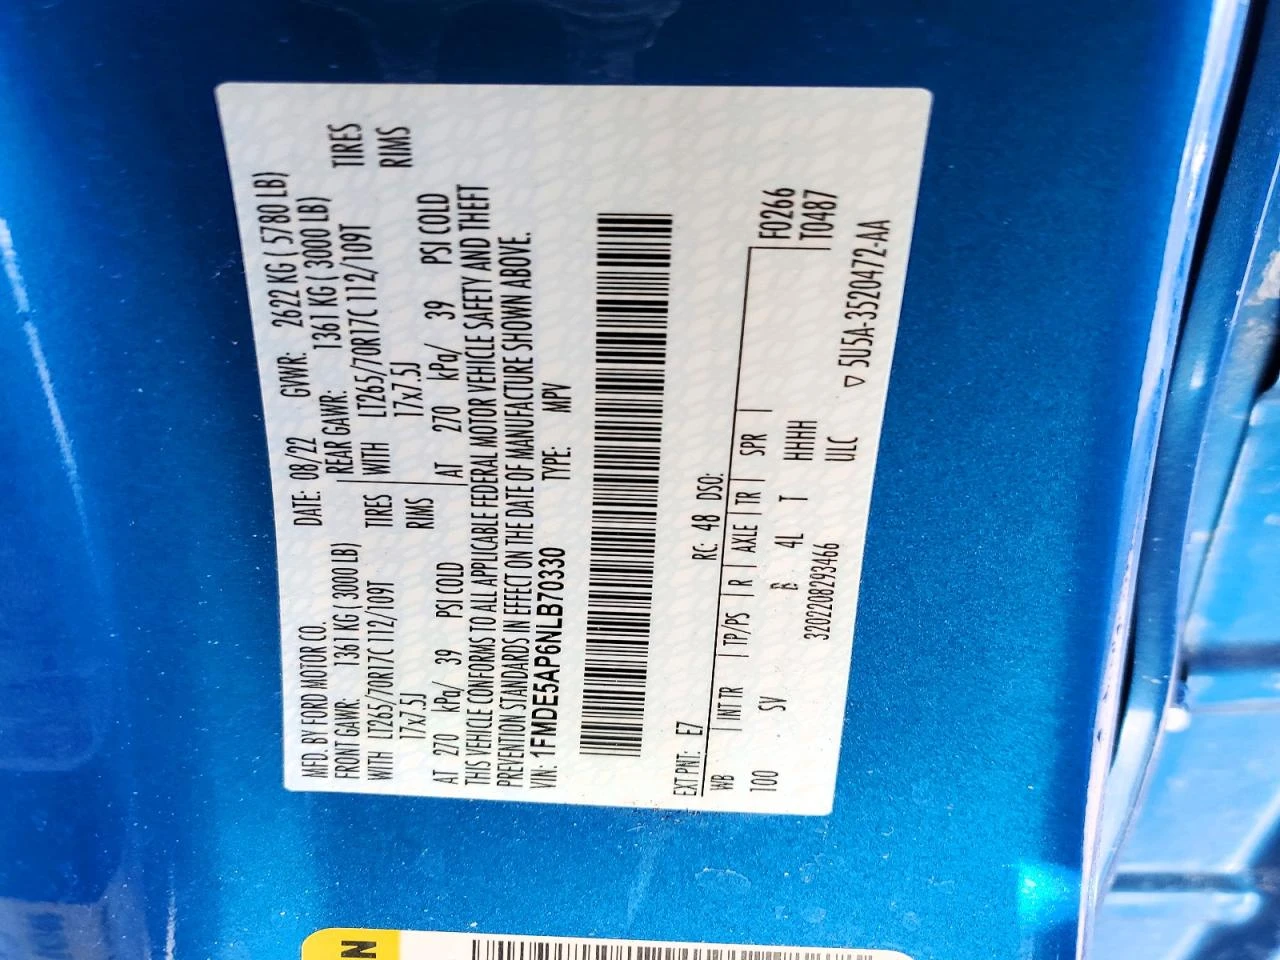 MFD. BY FORD MOTOR CO.
DATE: 08/22 GVWR: 2622 KG ( 5780 LB)
FRONT GAWR: 1361 KG ( 3000 LB)
REAR GAWR: 1361 KG ( 3000 LB)
WITH LT265/70R17C 112/109T TIRES
WITH LT265/70R17C 112/109T TIRES
17x7.5J RIMS
17x7.5J RIMS
AT 270 kPa/ 39 PSI COLD
AT 270 kPa/ 39 PSI COLD
THIS VEHICLE CONFORMS TO ALL APPLICABLE FEDERAL MOTOR VEHICLE SAFETY AND THEFT
PREVENTION STANDARDS IN EFFECT ON THE DATE OF MANUFACTURE SHOWN ABOVE.
VIN: 1FMDE5AP6NLB70330 TYPE: MPV
EXT PNT: E7 RC: 48 DSO:
WB INT TR TP/PS R AXLE TR SPR F0266
100 SV B 4L T HHHH T0487
3202208293466 ULC
▽ 5U5A-3520472-AA
N